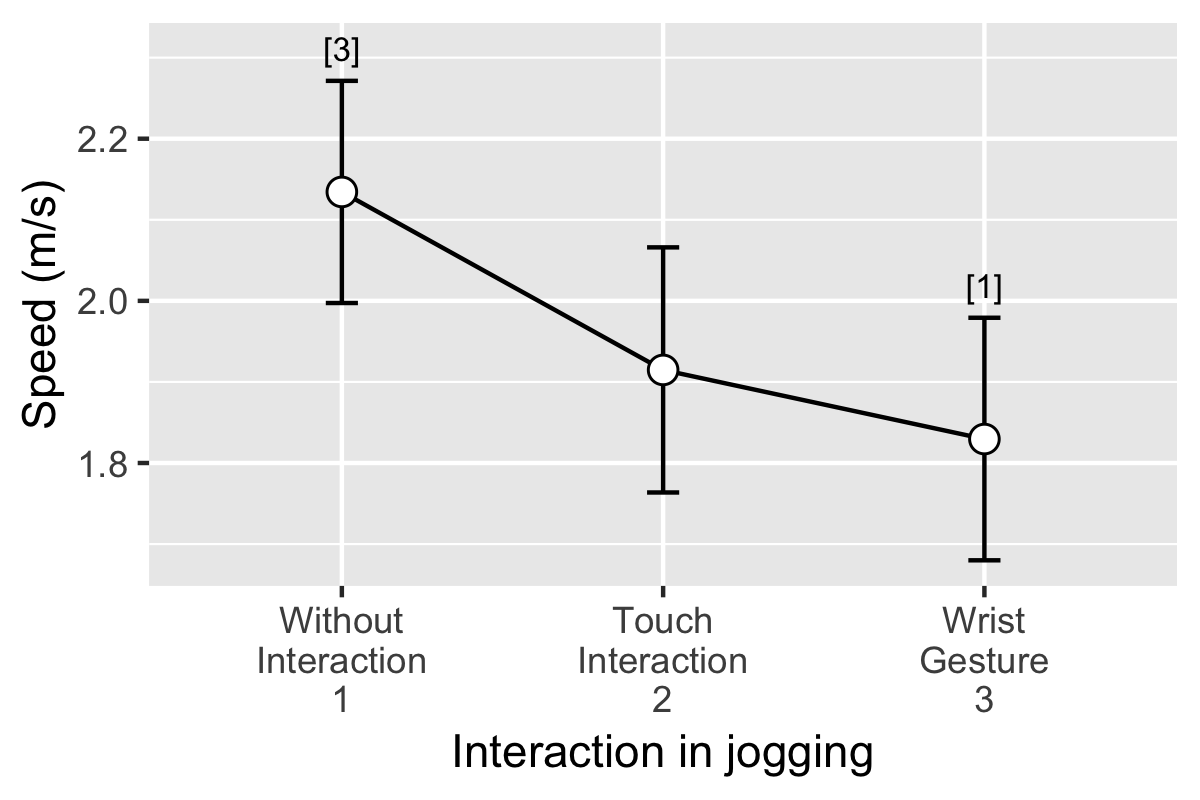 [3]
[1]
2.2
2.0
1.8
Speed (m/s)
Without
Interaction
1
Touch
Interaction
2
Wrist
Gesture
3
Interaction in jogging